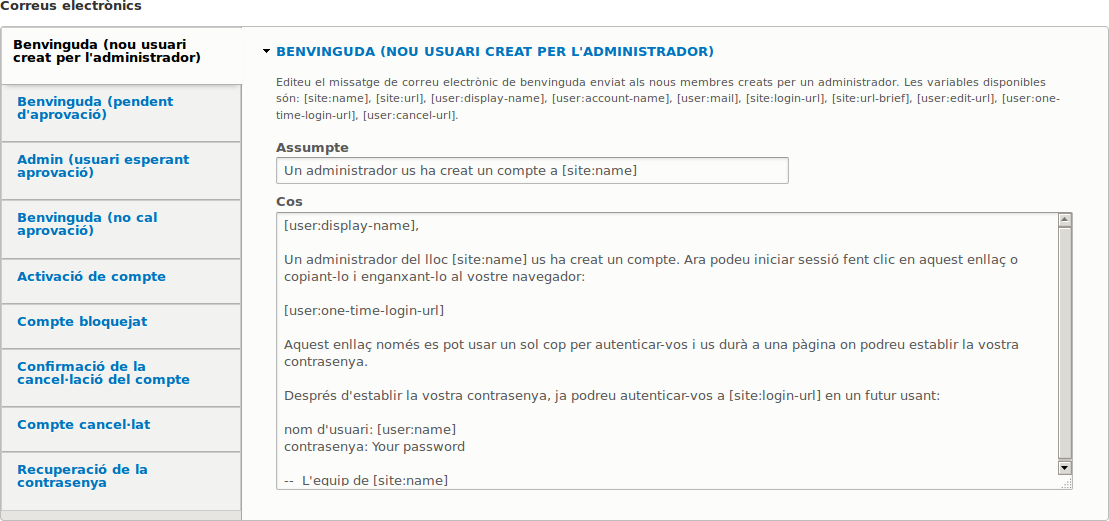 Correus electrònics
Benvinguda (nou usuari
creat per l'administrador)
Benvinguda (pendent
d'aprovació)
Admin (usuari esperant
aprovació)
Benvinguda (no cal
aprovació)
Activació de compte
Compte bloquejat
Confirmació de la
cancel·lació del compte
Compte cancel·lat
Recuperació de la
contrasenya
BENVINGUDA (NOU USUARI CREAT PER L'ADMINISTRADOR)
Editeu el missatge de correu electrònic de benvinguda enviat als nous membres creats per un administrador. Les variables disponibles
són: [site:name], [site:url], [user:display-name], [user:account-name], [user:mail], [site:login-url], [site:url-brief], [user:edit-url], [user:one-
time-login-url], [user:cancel-url].
Assumpte
Un administrador us ha creat un compte a [site:name]
Cos
[user:display-name],
Un administrador del lloc [site:name] us ha creat un compte. Ara podeu iniciar sessió fent clic en aquest enllaç o
copiant-lo i enganxant-lo al vostre navegador:
[user:one-time-login-url]
Aquest enllaç només es pot usar un sol cop per autenticar-vos i us durà a una pàgina on podreu establir la vostra
contrasenya.
Després d'establir la vostra contrasenya, ja podreu autenticar-vos a [site:login-url] en un futur usant:
nom d'usuari: [user:name]
contrasenya: Your password
-- L'equip de [site:name]